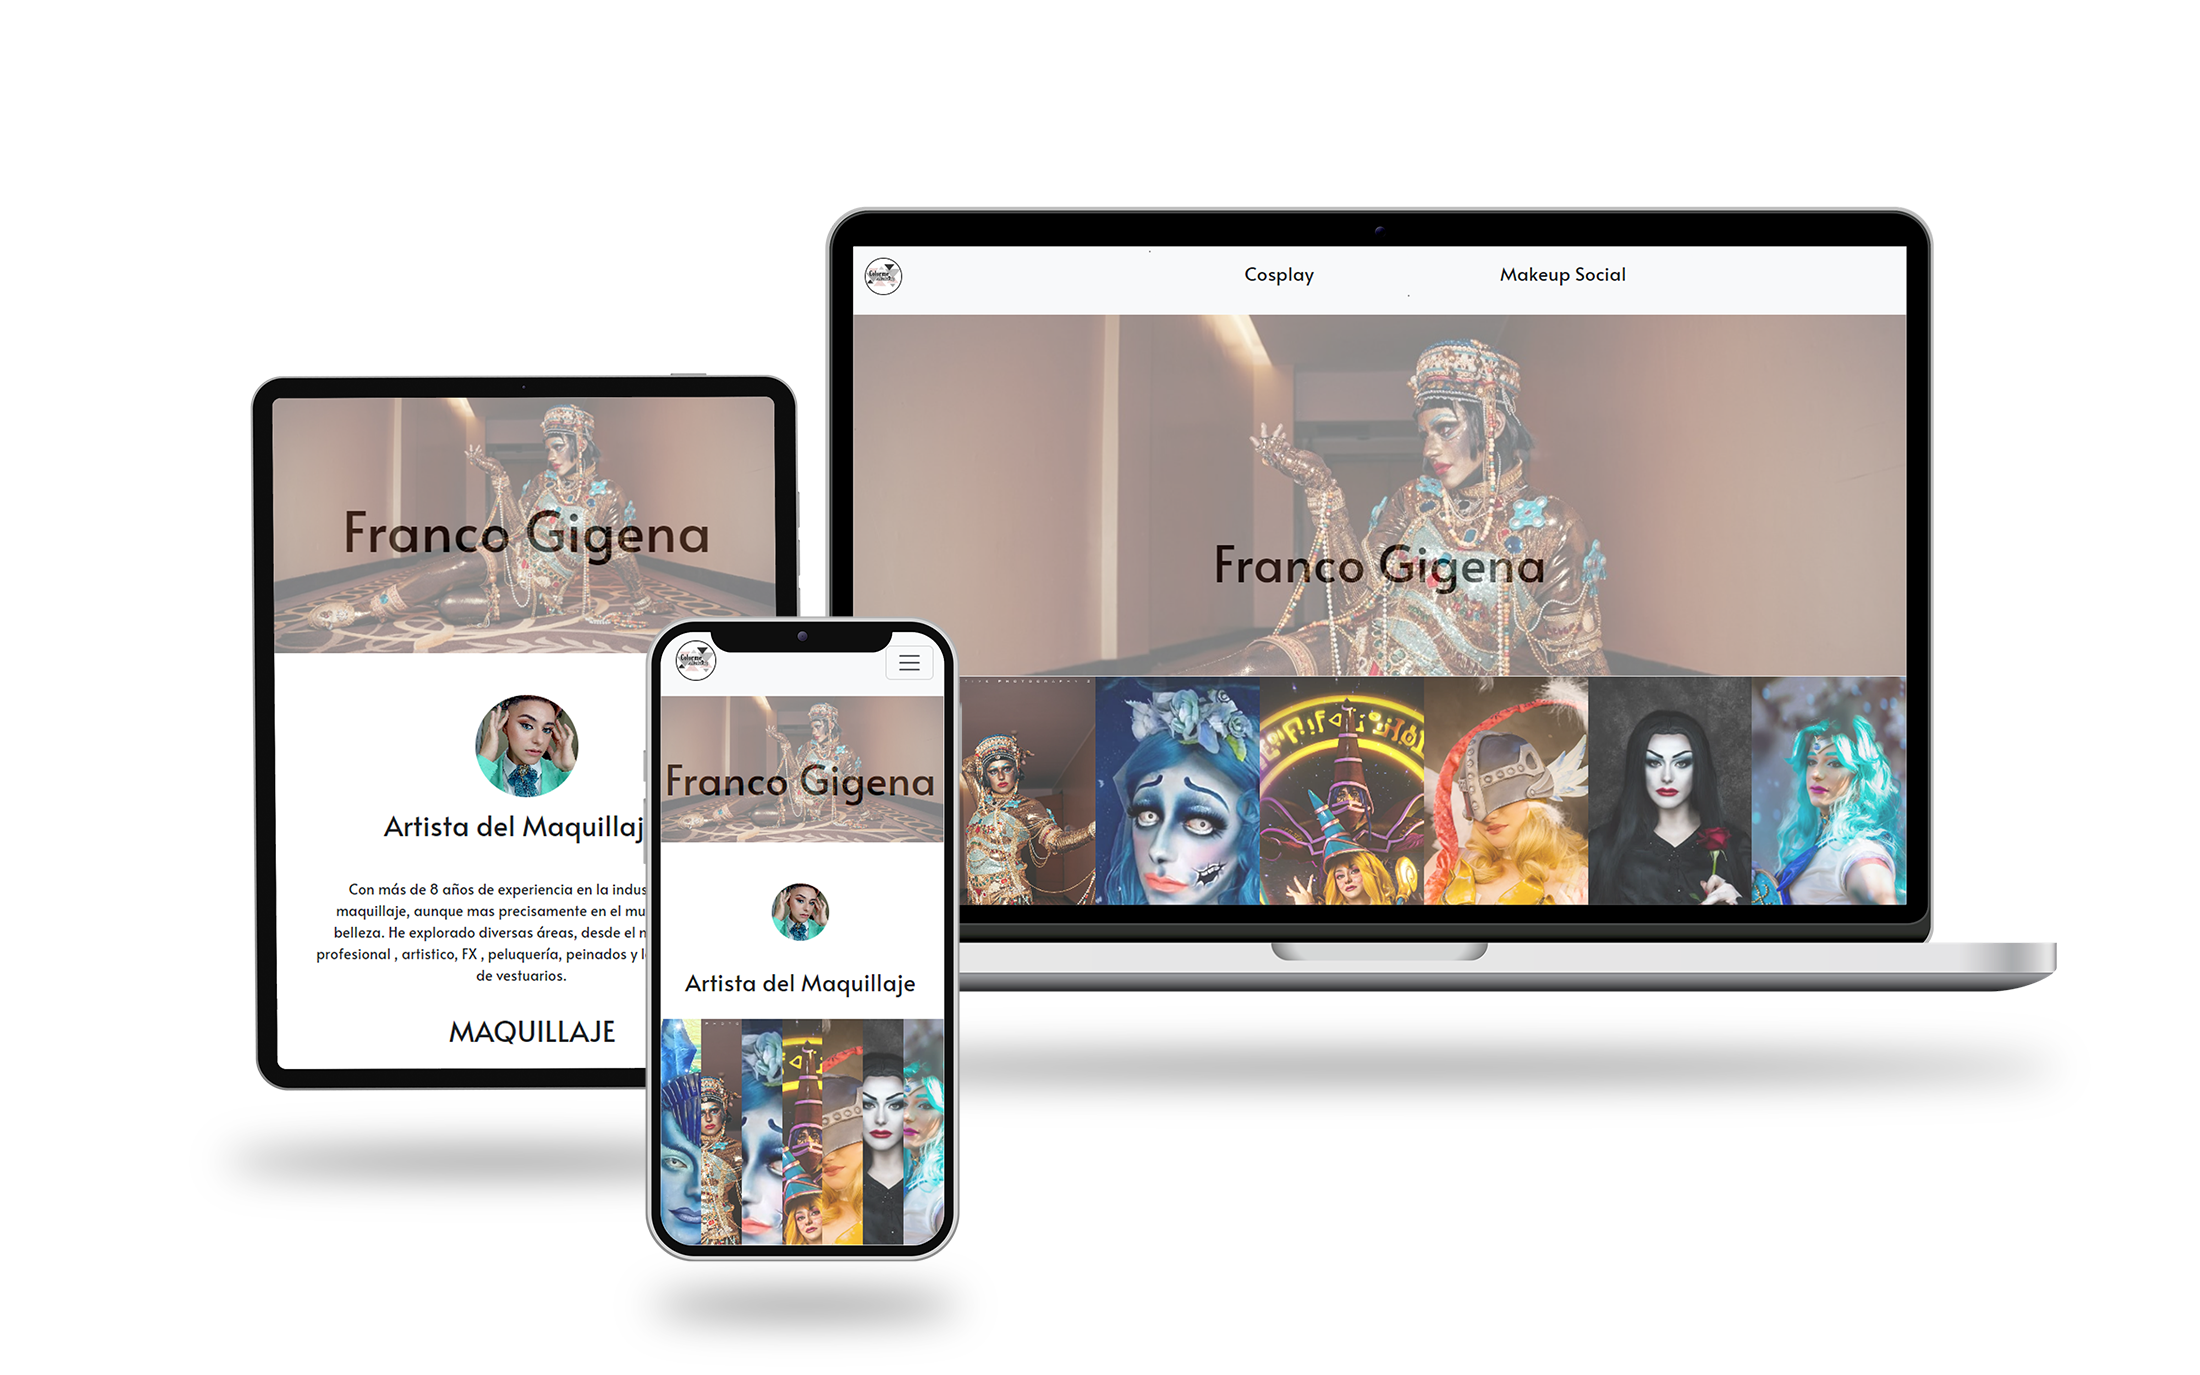 Cosplay
Makeup Social
Franco Gigena
Franco Gigena
Artista del Maquillaj
Con más de 8 años de experiencia en la indus
maquillaje, aunque mas precisamente en el mu
belleza. He explorado diversas áreas, desde el
profesional , artistico, FX , peluquería, peinados y
de vestuarios.
MAQUILLAJE
Franco Gigena
Artista del Maquillaje